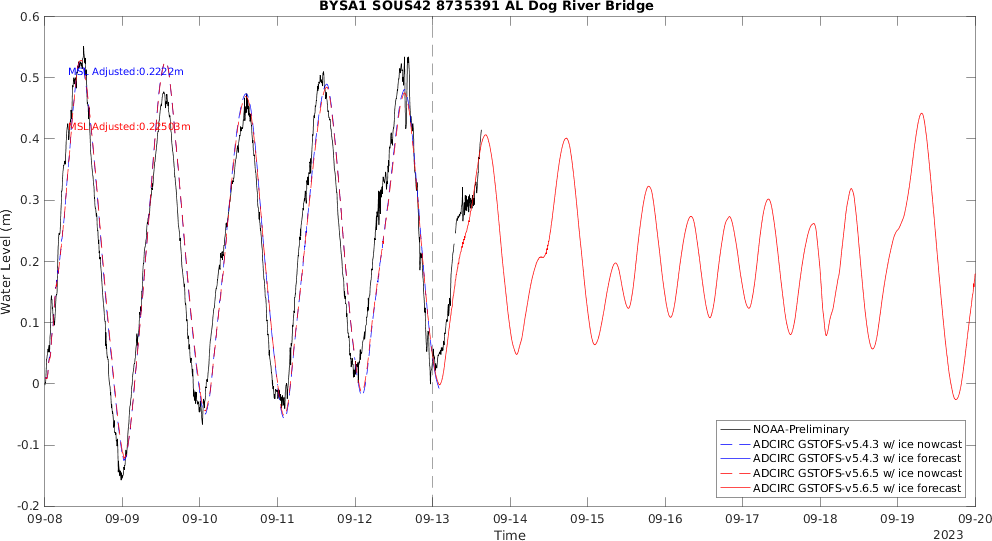 BYSA1 SOUS42 8735391 AL Dog River Bridge
0.6
0.5
0.4
0.3
0.2
0.1
0
-0.1
-0.2
Water Level (m)
MSL Adjusted:0.2222m
MSL Adjusted:0.22503m
NOAA-Preliminary
ADCIRC GSTOFS-v5.4.3 w/ ice nowcast
ADCIRC GSTOFS-v5.4.3 w/ ice forecast
ADCIRC GSTOFS-v5.6.5 w/ ice nowcast
ADCIRC GSTOFS-v5.6.5 w/ ice forecast
09-08 09-09 09-10 09-11 09-12 09-13 09-14 09-15 09-16 09-17 09-18 09-19 09-20
Time
2023